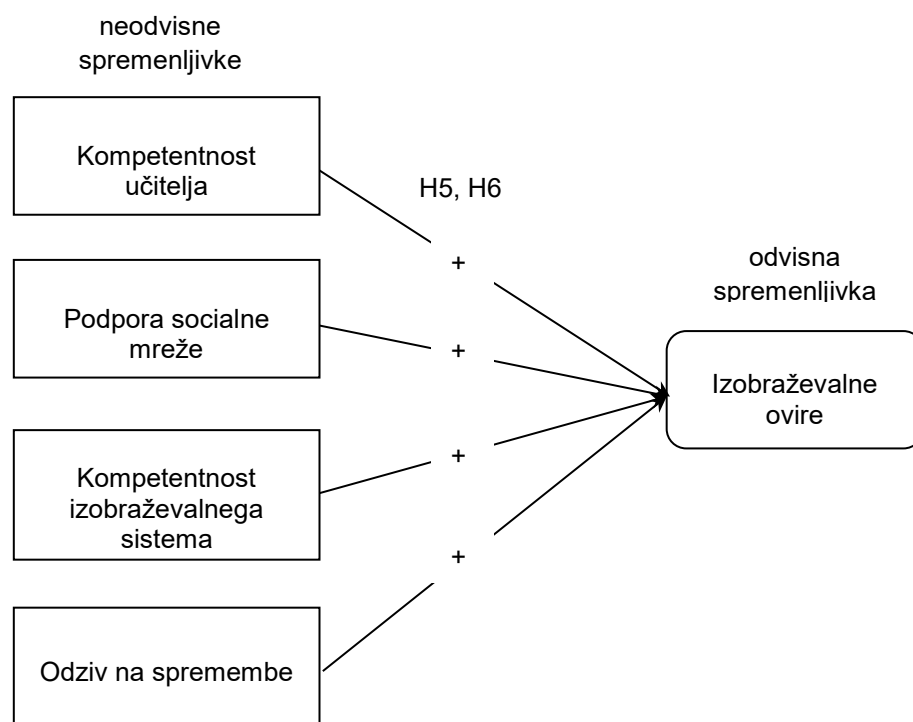 neodvisne
spremenljivke
Kompetentnost
učitelja
H5, H6
+
odvisna
spremenljivka
Podpora socialne
mreže
+
Izobraževalne
ovire
Kompetentnost
izobraževalnega
sistema
+
+
Odziv na spremembe